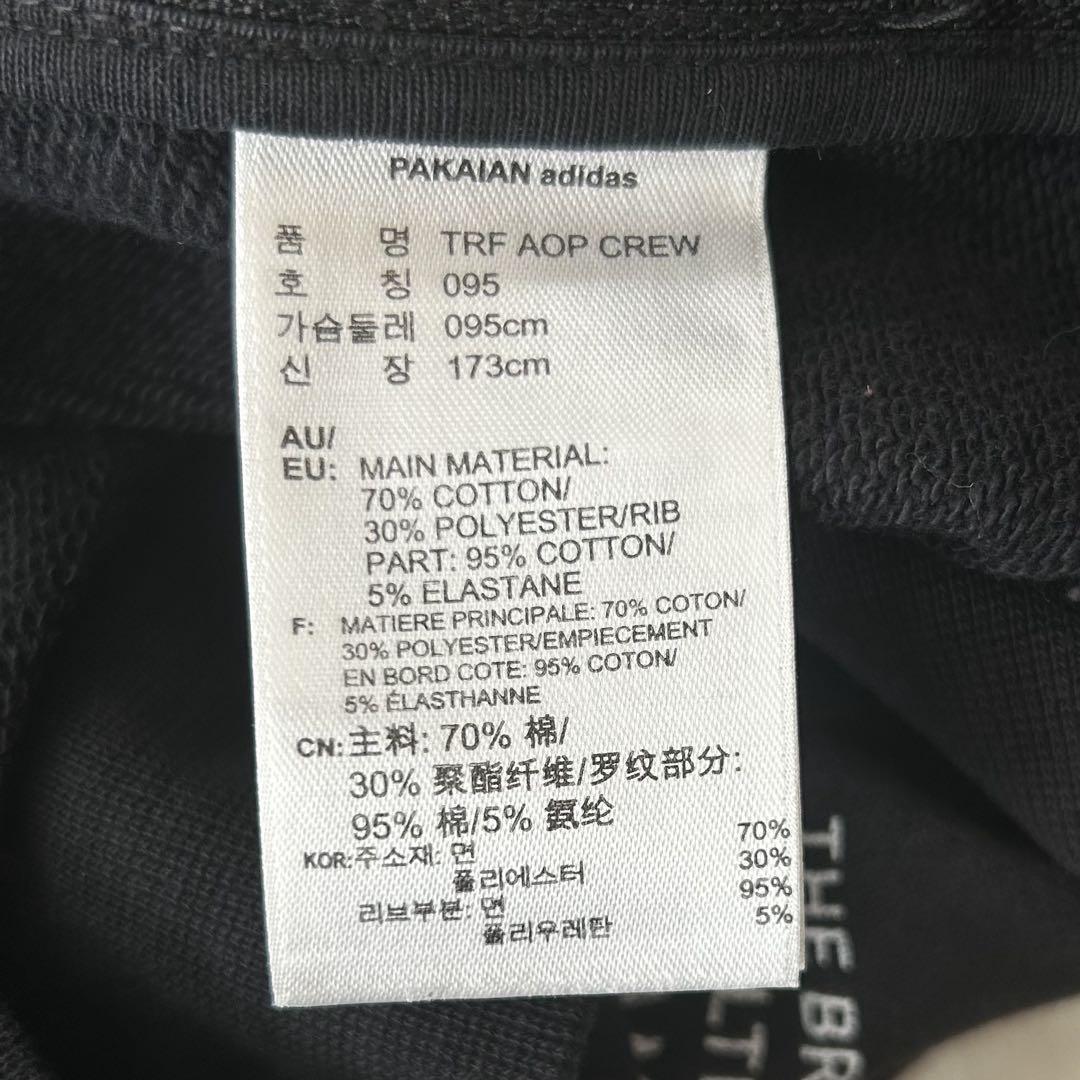 PAKAIAN adidas
품 명 TRF AOP CREW
호 칭 095
가슴둘레 095cm
신 장 173cm
AU/
EU: MAIN MATERIAL:
70% COTTON/
30% POLYESTER/RIB
PART: 95% COTTON/
5% ELASTANE
F: MATIERE PRINCIPALE: 70% COTON/
30% POLYESTER/EMPIECEMENT
EN BORD COTE: 95% COTON/
5% ÉLASTHANNE
CN: 主料: 70% 棉/
30% 聚酯纤维/罗纹部分:
95% 棉/5% 氨纶
KOR: 주소재: 면 70%
폴리에스터 30%
리브부분: 면 95%
폴리우레탄 5%
THE BR